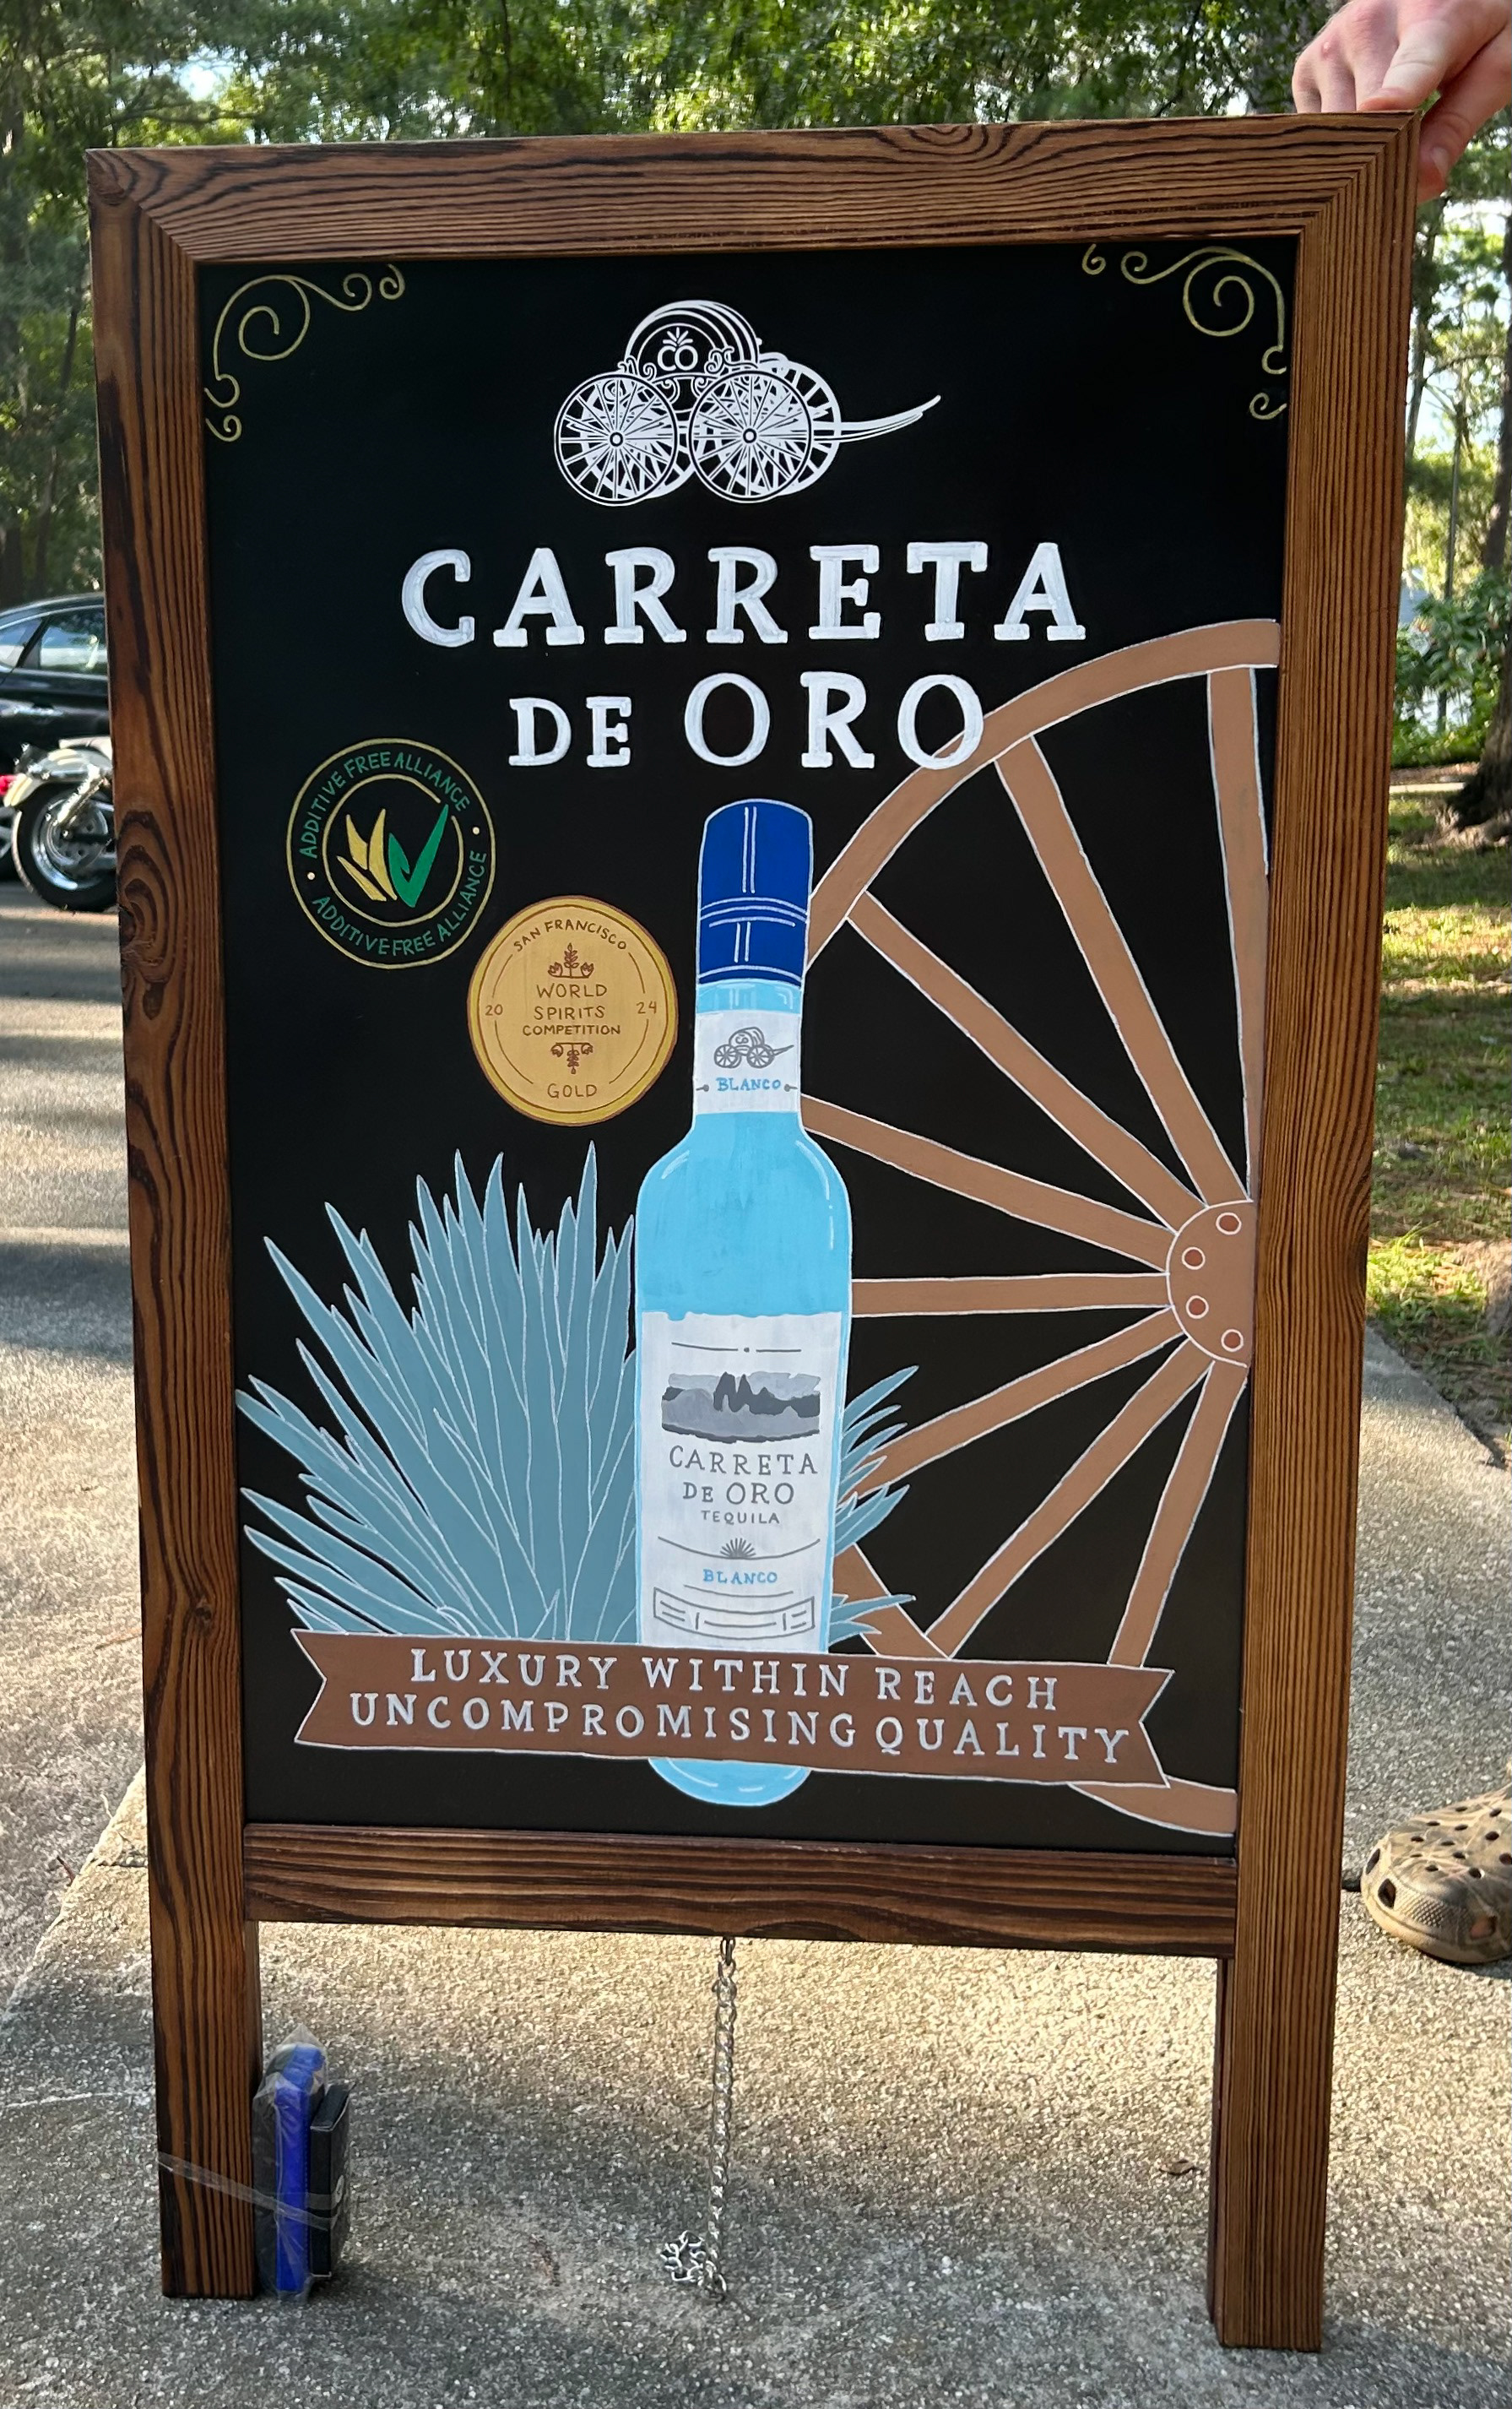 CO
CARRETA
DE ORO
ADDITIVE FREE ALLIANCE
ADDITIVE FREE ALLIANCE
SAN FRANCISCO
WORLD
20 SPIRITS 24
COMPETITION
GOLD
CO
BLANCO
CARRETA
DE ORO
TEQUILA
BLANCO
LUXURY WITHIN REACH
UNCOMPROMISING QUALITY